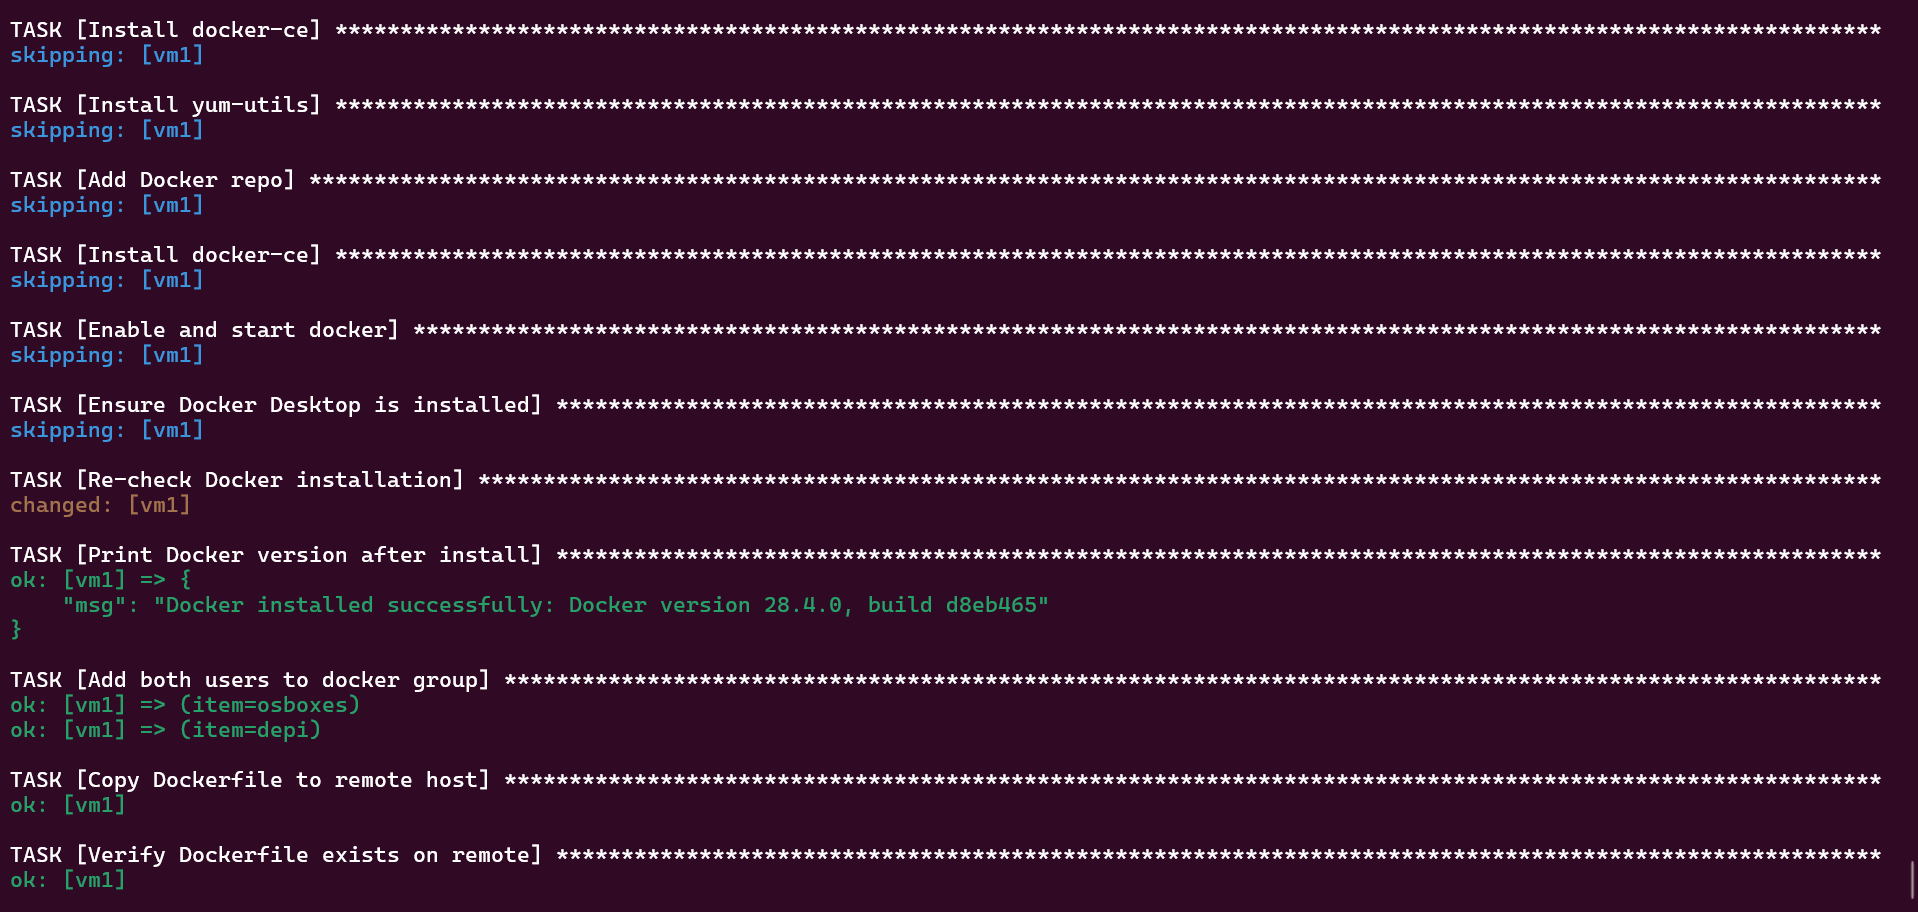 TASK [Install docker-ce] ***********************************************************************************************************************
skipping: [vm1]
TASK [Install yum-utils] ***********************************************************************************************************************
skipping: [vm1]
TASK [Add Docker repo] *************************************************************************************************************************
skipping: [vm1]
TASK [Install docker-ce] ***********************************************************************************************************************
skipping: [vm1]
TASK [Enable and start docker] *****************************************************************************************************************
skipping: [vm1]
TASK [Ensure Docker Desktop is installed] ******************************************************************************************************
skipping: [vm1]
TASK [Re-check Docker installation] ************************************************************************************************************
changed: [vm1]
TASK [Print Docker version after install] ******************************************************************************************************
ok: [vm1] => {
    "msg": "Docker installed successfully: Docker version 28.4.0, build d8eb465"
}
TASK [Add both users to docker group] **********************************************************************************************************
ok: [vm1] => (item=osboxes)
ok: [vm1] => (item=depi)
TASK [Copy Dockerfile to remote host] **********************************************************************************************************
ok: [vm1]
TASK [Verify Dockerfile exists on remote] ******************************************************************************************************
ok: [vm1]